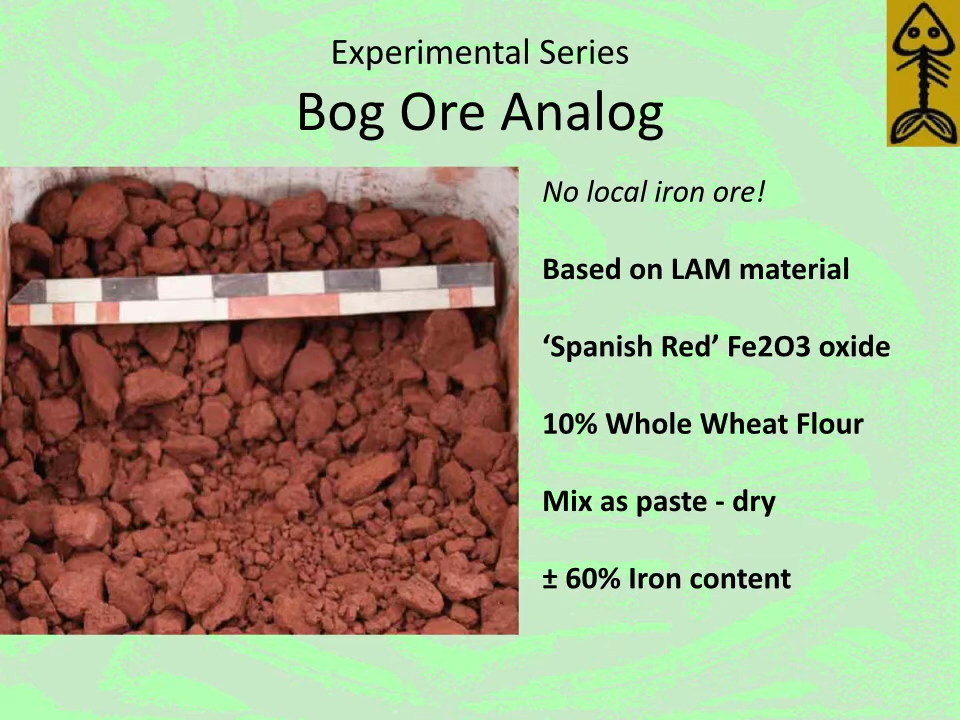 Experimental Series
Bog Ore Analog
No local iron ore!
Based on LAM material
‘Spanish Red’ Fe2O3 oxide
10% Whole Wheat Flour
Mix as paste - dry
± 60% Iron content